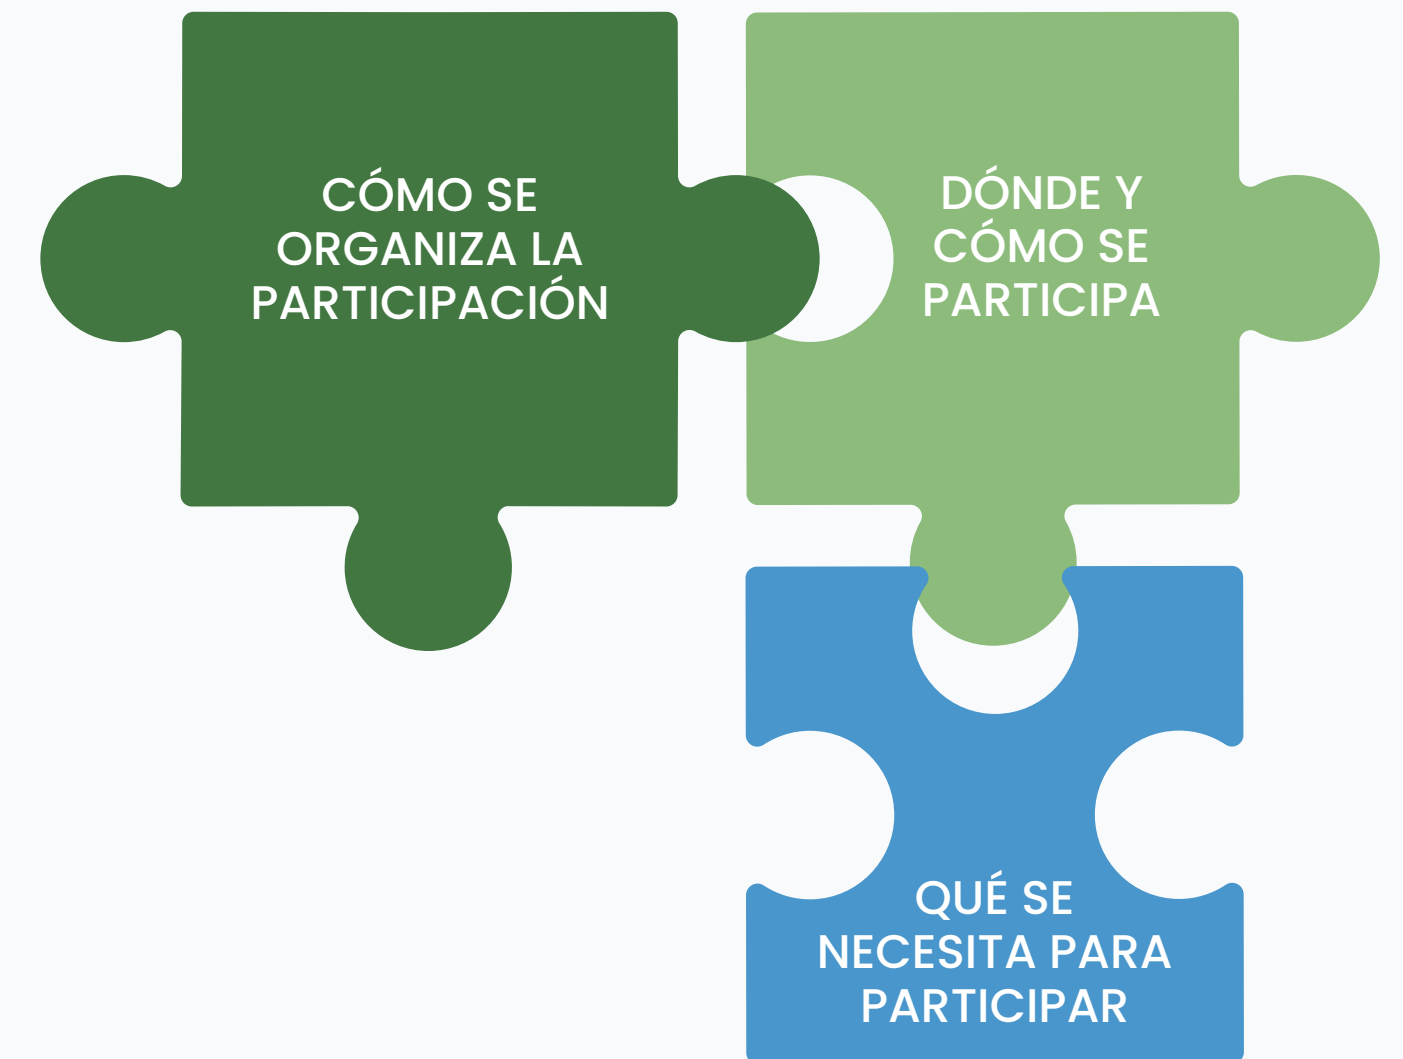 CÓMO SE
ORGANIZA LA
PARTICIPACIÓN
DÓNDE Y
CÓMO SE
PARTICIPA
QUÉ SE
NECESITA PARA
PARTICIPAR